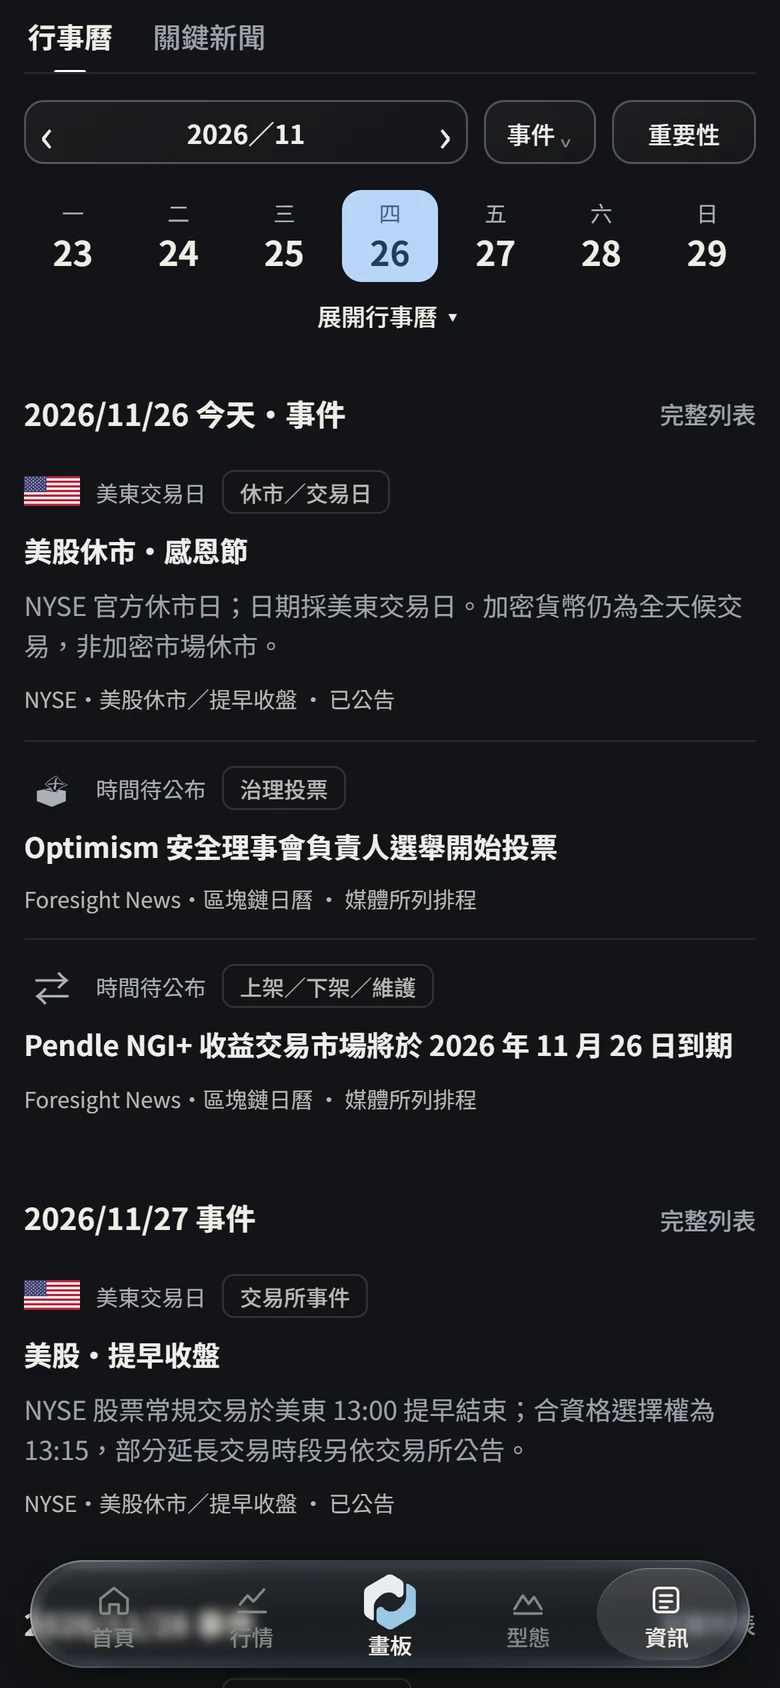 行事曆 關鍵新聞
‹ 2026／11 › 事件 ˅ 重要性
一 二 三 四 五 六 日
23 24 25 26 27 28 29
展開行事曆 ▼
2026/11/26 今天・事件 完整列表
美東交易日 休市／交易日
美股休市・感恩節
NYSE 官方休市日；日期採美東交易日。加密貨幣仍為全天候交
易，非加密市場休市。
NYSE・美股休市／提早收盤 ・ 已公告
時間待公布 治理投票
Optimism 安全理事會負責人選舉開始投票
Foresight News・區塊鏈日曆 ・ 媒體所列排程
時間待公布 上架／下架／維護
Pendle NGI+ 收益交易市場將於 2026 年 11 月 26 日到期
Foresight News・區塊鏈日曆 ・ 媒體所列排程
2026/11/27 事件 完整列表
美東交易日 交易所事件
美股・提早收盤
NYSE 股票常規交易於美東 13:00 提早結束；合資格選擇權為
13:15，部分延長交易時段另依交易所公告。
NYSE・美股休市／提早收盤 ・ 已公告
首頁 行情 畫板 型態 資訊